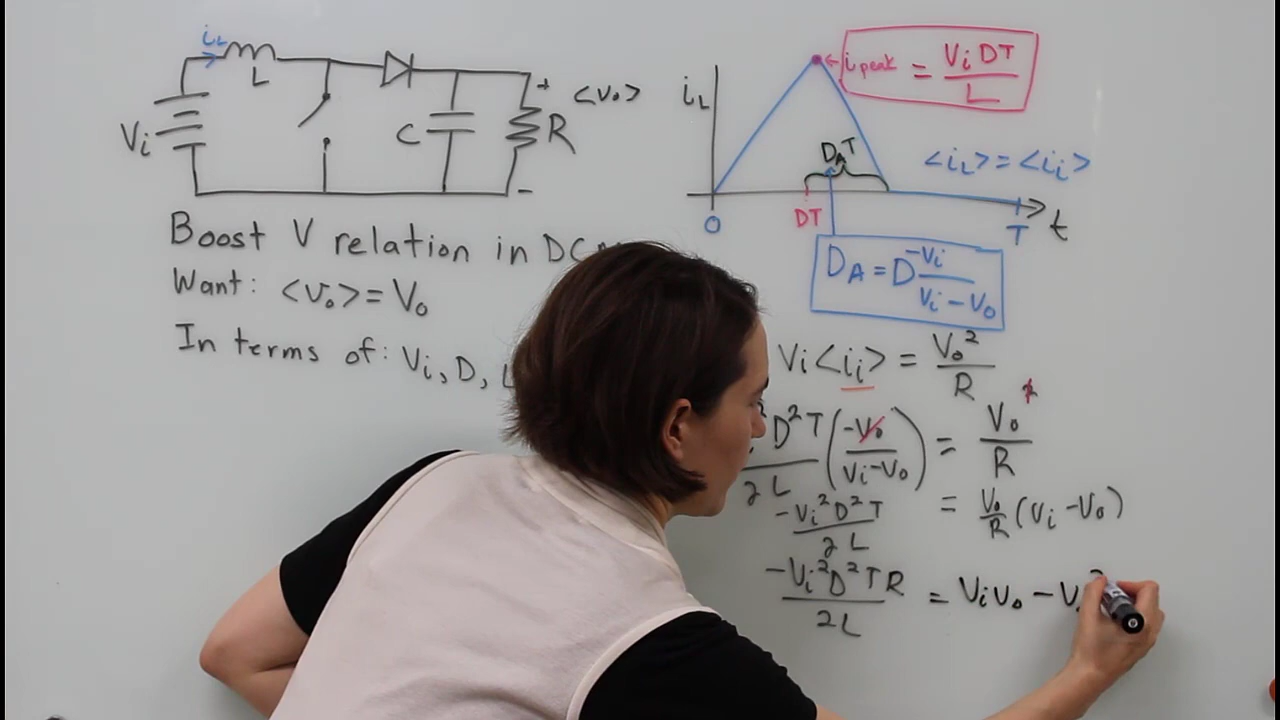 iL
L
Vi
C
R
+
<vo>
-
iL
i peak = Vi DT / L
DAT
<iL> = <ii>
0
DT
T
t
DA = D -Vi / Vi - Vo
Boost V relation in DC
Want: <vo> = Vo
In terms of: Vi, D, L
Vi <ii> = Vo² / R
D²T / 2L (-Vo / Vi-Vo) = Vo / R
-Vi²D²T / 2L = Vo/R (Vi - Vo)
-Vi²D²TR / 2L = ViVo - V